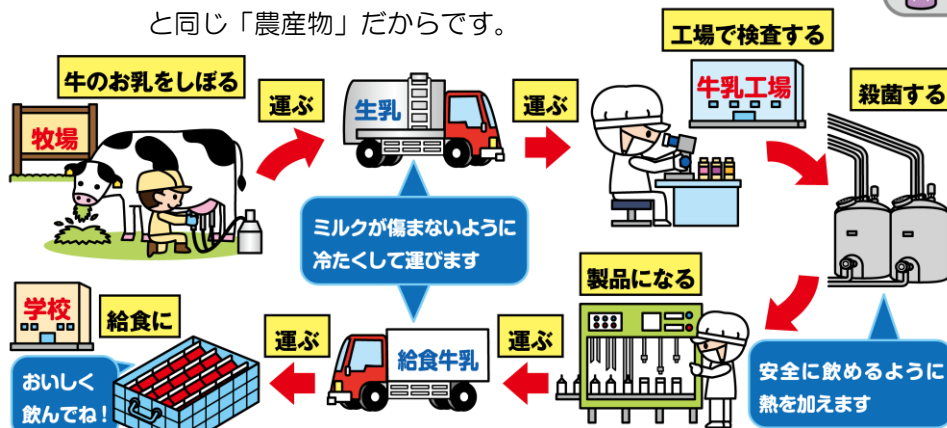 と同じ「農産物」だからです。
牛のお乳をしぼる
牧場
運ぶ
生乳
運ぶ
工場で検査する
牛乳工場
殺菌する
ミルクが傷まないように
冷たくして運びます
安全に飲めるように
熱を加えます
製品になる
運ぶ
給食牛乳
運ぶ
給食に
学校
おいしく
飲んでね！